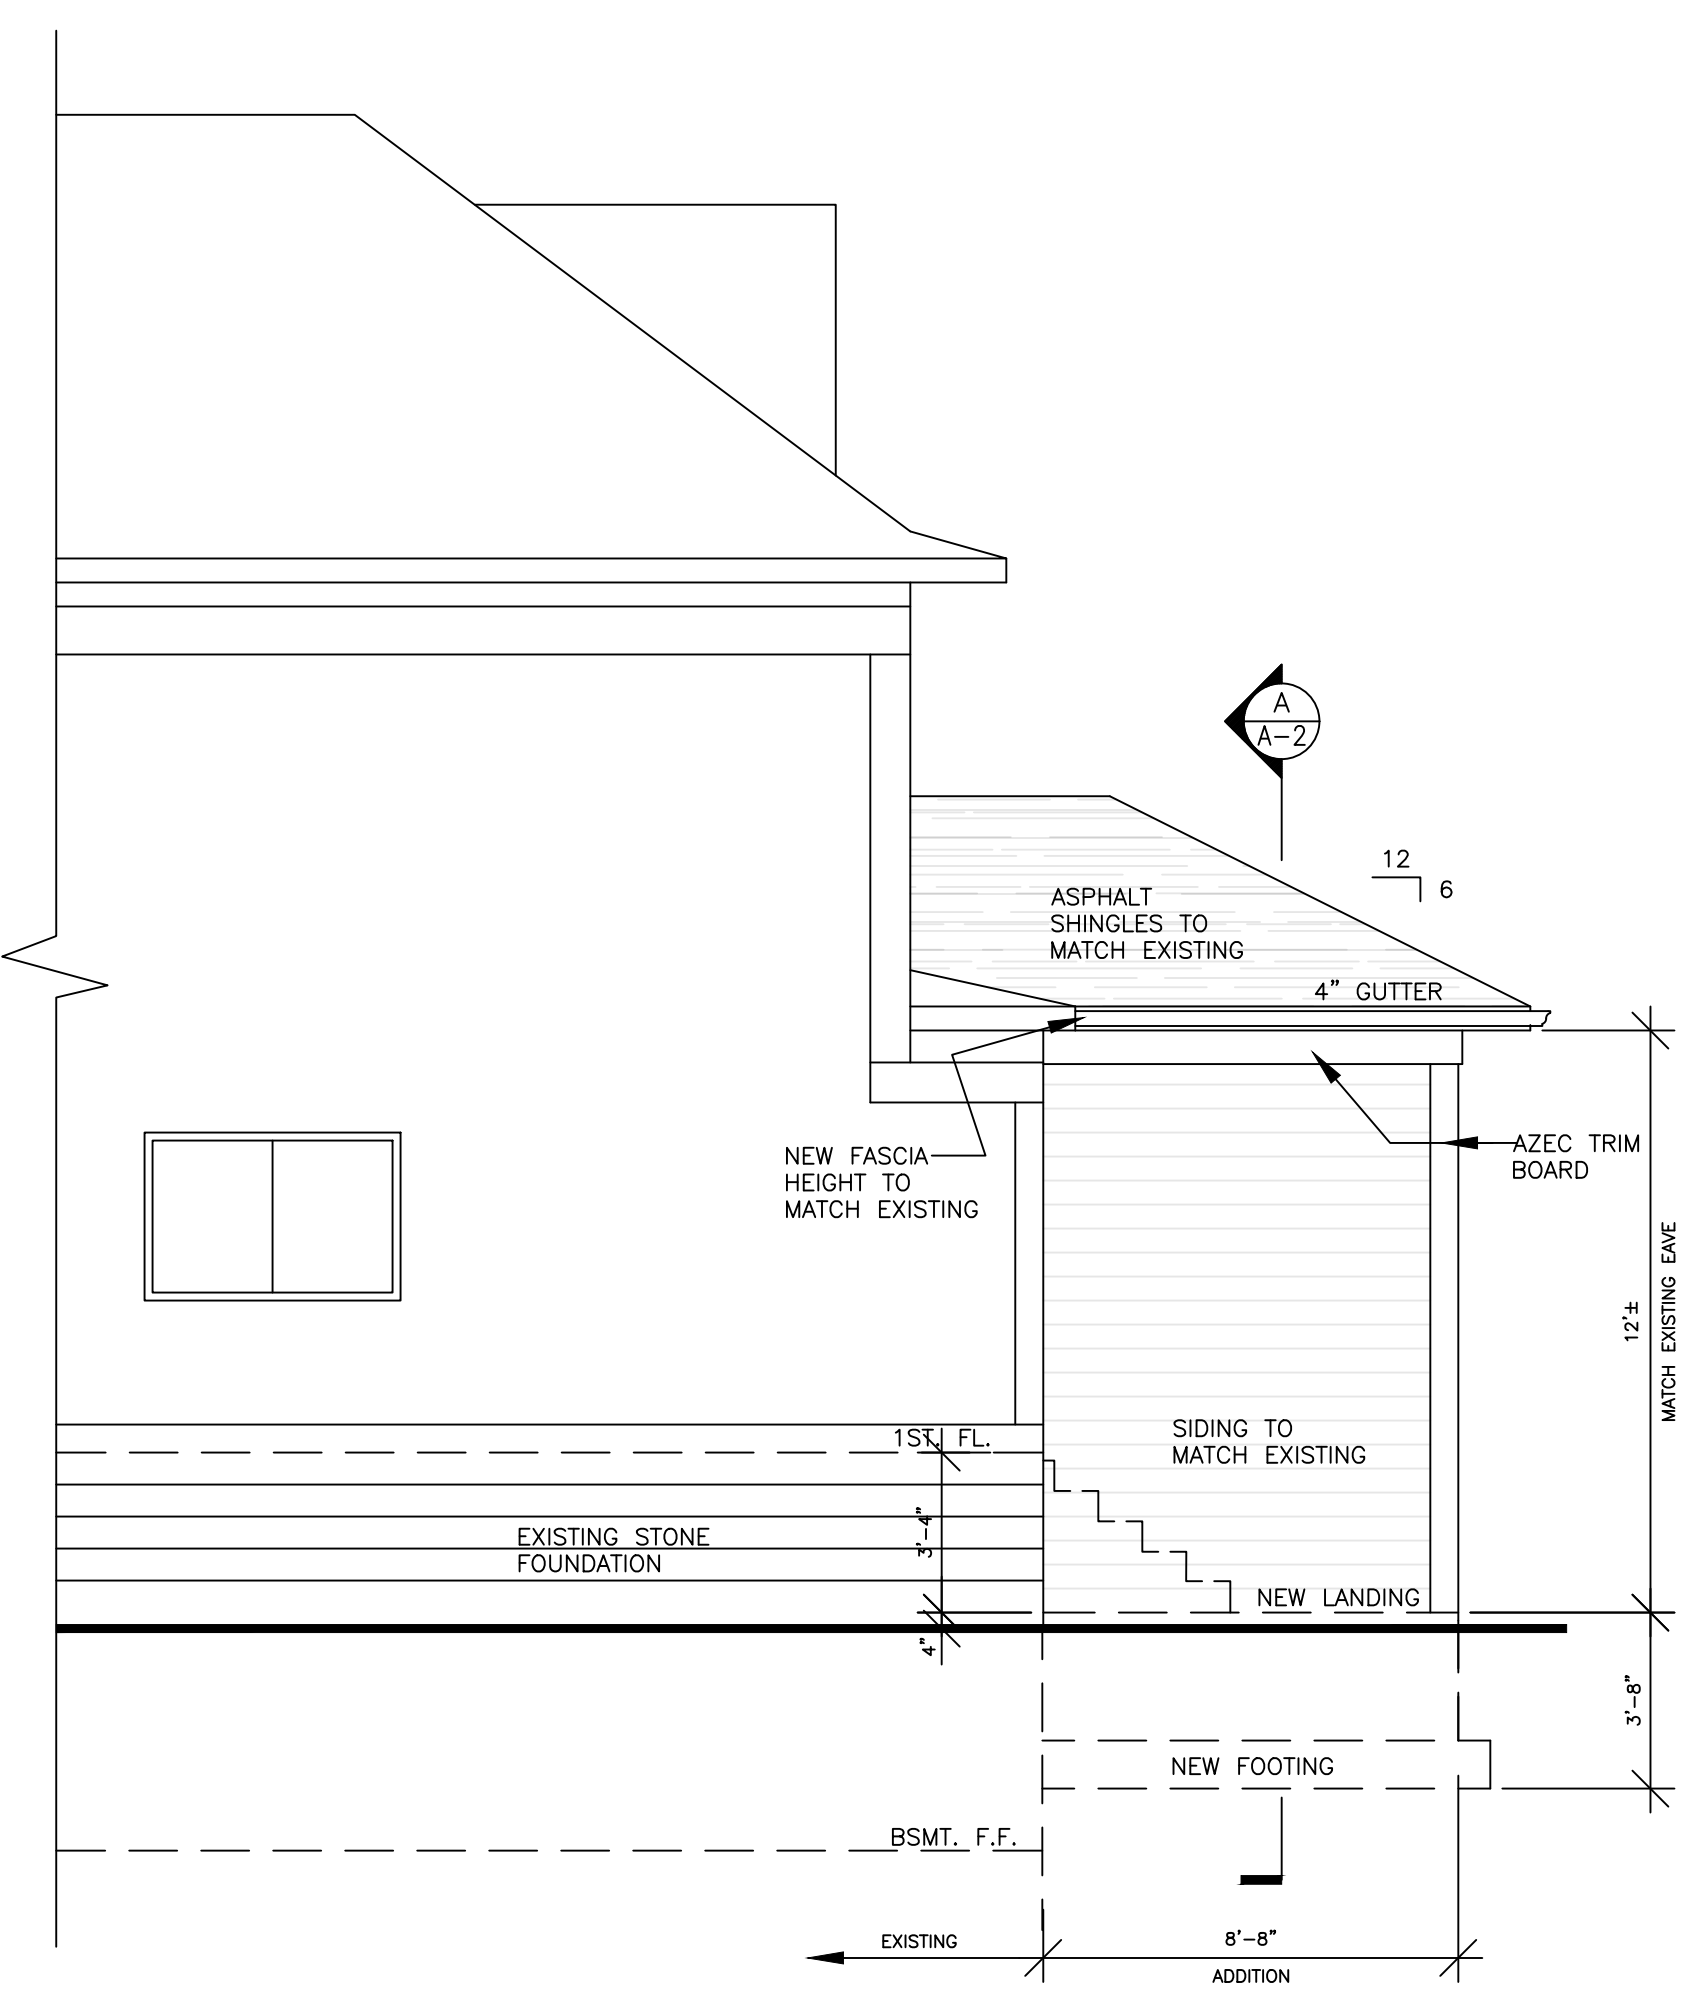 A
A-2
12
6
ASPHALT
SHINGLES TO
MATCH EXISTING
4" GUTTER
NEW FASCIA
HEIGHT TO
MATCH EXISTING
AZEC TRIM
BOARD
12'±
MATCH EXISTING EAVE
1ST. FL.
SIDING TO
MATCH EXISTING
3'-4"
EXISTING STONE
FOUNDATION
NEW LANDING
4"
3'-8"
NEW FOOTING
BSMT. F.F.
EXISTING
8'-8"
ADDITION